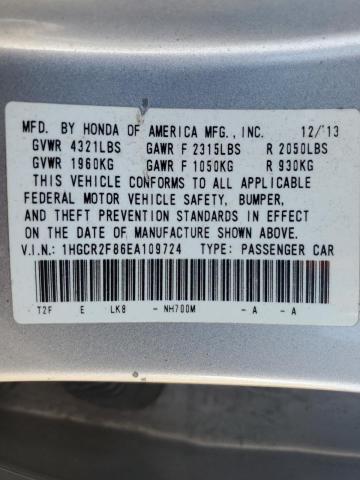 MFD. BY HONDA OF AMERICA MFG., INC. 12/13
GVWR 4321LBS GAWR F 2315LBS R 2050LBS
GVWR 1960KG GAWR F 1050KG R 930KG
THIS VEHICLE CONFORMS TO ALL APPLICABLE
FEDERAL MOTOR VEHICLE SAFETY, BUMPER,
AND THEFT PREVENTION STANDARDS IN EFFECT
ON THE DATE OF MANUFACTURE SHOWN ABOVE.
V.I.N.: 1HGCR2F86EA109724 TYPE: PASSENGER CAR
T2F E LK8 - NH700M - A - A